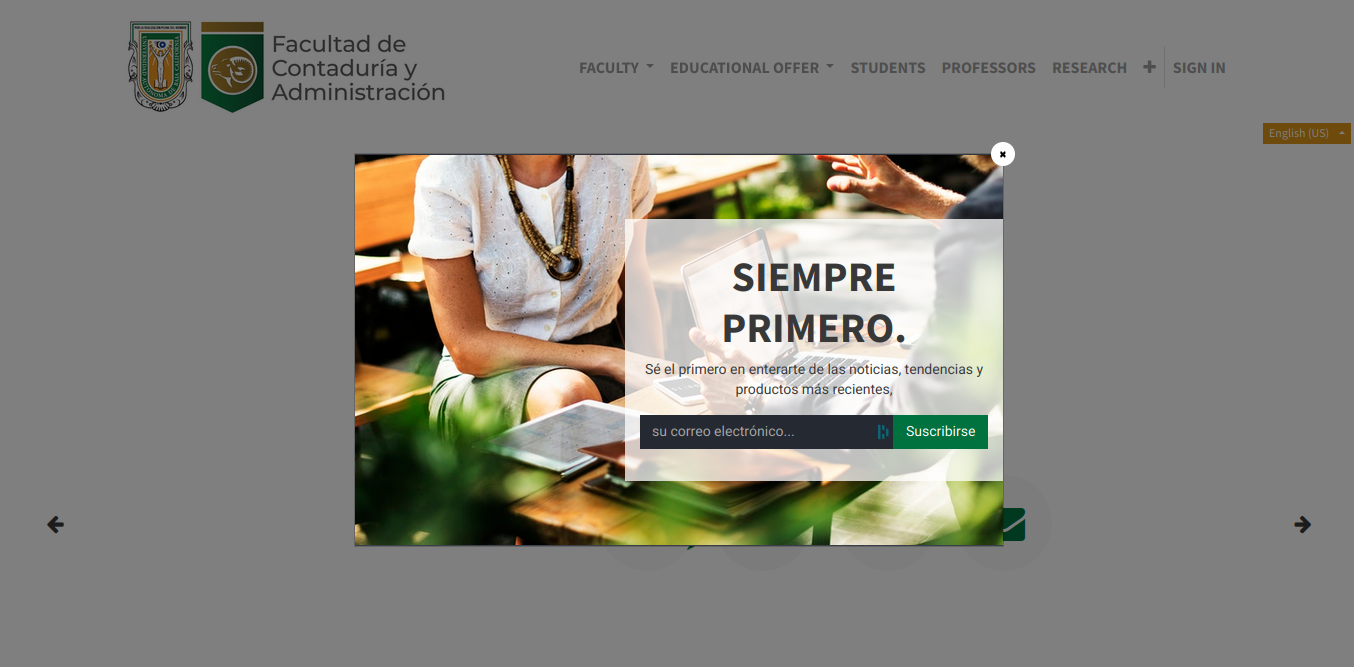 Facultad de
Contaduría y
Administración
FACULTY
EDUCATIONAL OFFER
STUDENTS
PROFESSORS
RESEARCH
SIGN IN
English (US)
SIEMPRE
PRIMERO.
Sé el primero en enterarte de las noticias, tendencias y
productos más recientes,
su correo electrónico...
Suscribirse